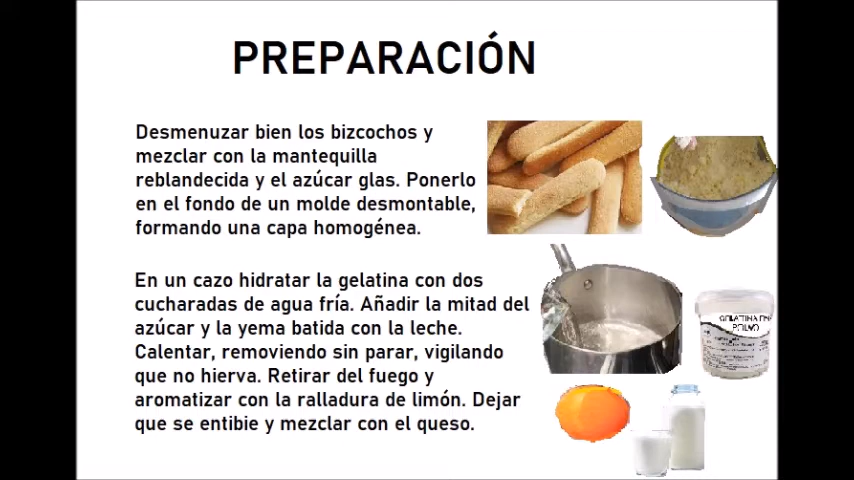 PREPARACIÓN
Desmenuzar bien los bizcochos y
mezclar con la mantequilla
reblandecida y el azúcar glas. Ponerlo
en el fondo de un molde desmontable,
formando una capa homogénea.
En un cazo hidratar la gelatina con dos
cucharadas de agua fría. Añadir la mitad del
azúcar y la yema batida con la leche.
Calentar, removiendo sin parar, vigilando
que no hierva. Retirar del fuego y
aromatizar con la ralladura de limón. Dejar
que se entibie y mezclar con el queso.
GELATINA EN
POLVO